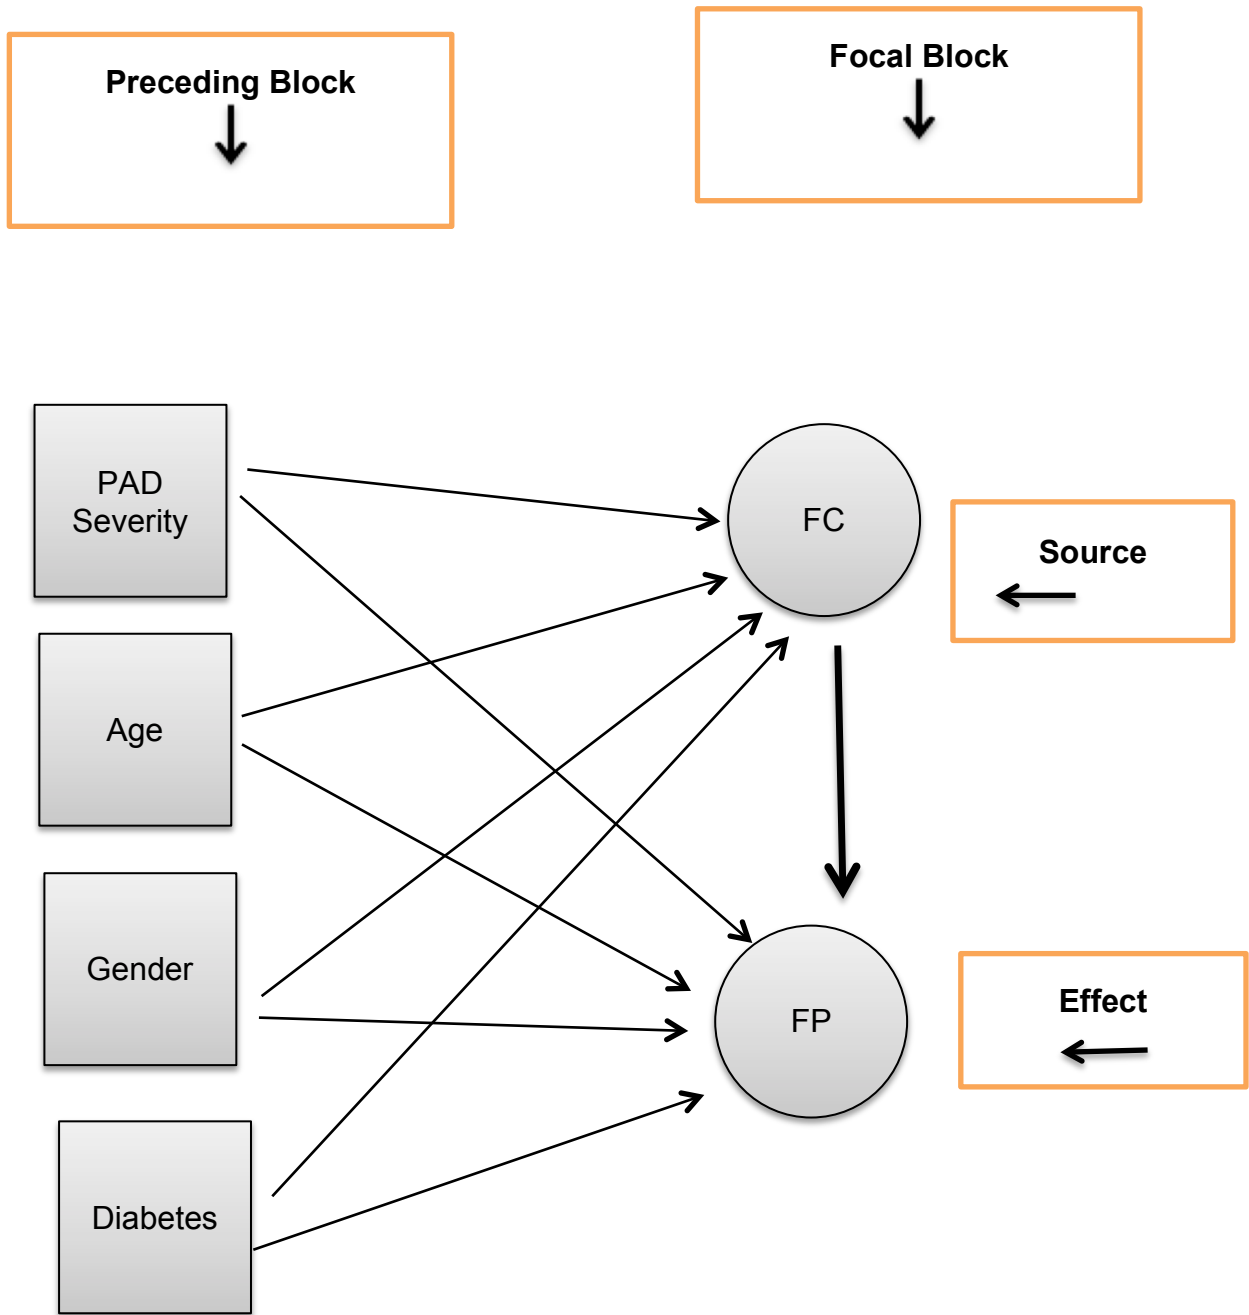 Preceding Block
Focal Block
PAD
Severity
FC
Source
Age
Gender
FP
Effect
Diabetes